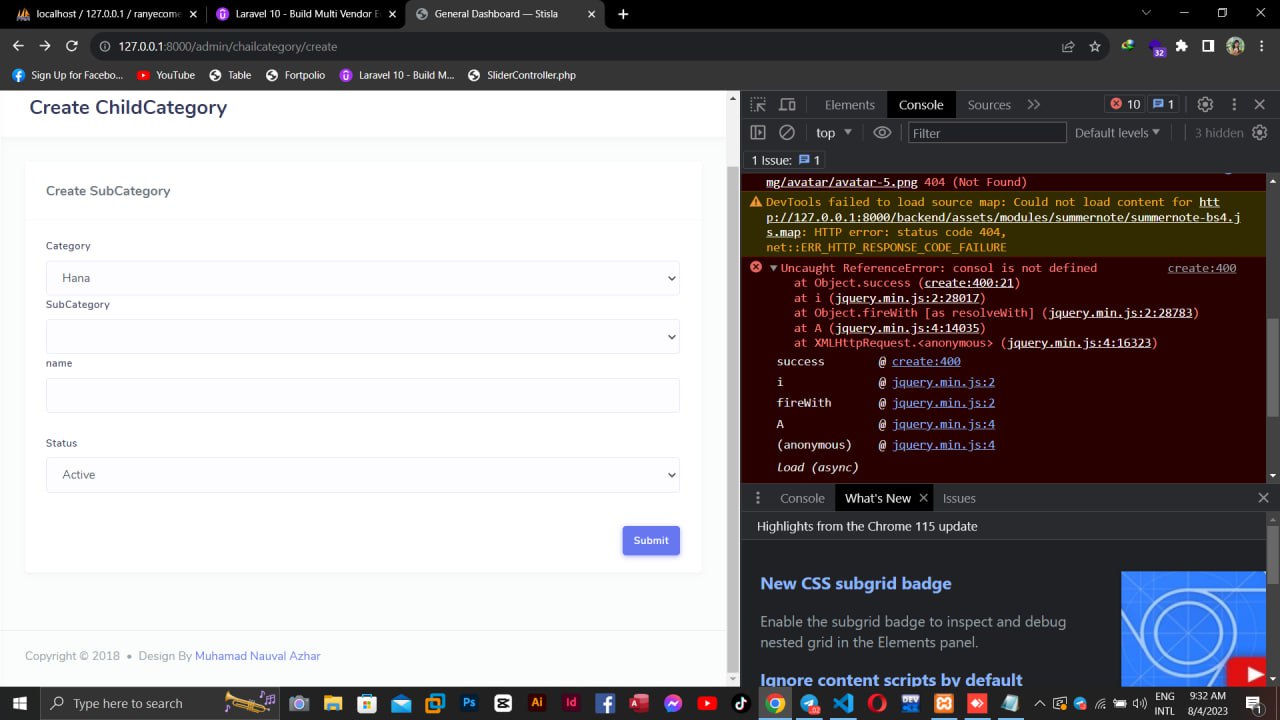 localhost / 127.0.0.1 / ranyecome
Laravel 10 - Build Multi Vendor E
General Dashboard — Stisla
127.0.0.1:8000/admin/chailcategory/create
32
Sign Up for Facebo...
YouTube
Table
Fortpolio
Laravel 10 - Build M...
SliderController.php
Create ChildCategory
Create SubCategory
Category
Hana
SubCategory
name
Status
Active
Submit
Copyright © 2018 • Design By Muhamad Nauval Azhar
Elements
Console
Sources
10
1
top
Filter
Default levels
3 hidden
1 Issue: 1
mg/avatar/avatar-5.png 404 (Not Found)
DevTools failed to load source map: Could not load content for htt
p://127.0.0.1:8000/backend/assets/modules/summernote/summernote-bs4.j
s.map: HTTP error: status code 404,
net::ERR_HTTP_RESPONSE_CODE_FAILURE
Uncaught ReferenceError: consol is not defined create:400
at Object.success (create:400:21)
at i (jquery.min.js:2:28017)
at Object.fireWith [as resolveWith] (jquery.min.js:2:28783)
at A (jquery.min.js:4:14035)
at XMLHttpRequest.<anonymous> (jquery.min.js:4:16323)
success @ create:400
i @ jquery.min.js:2
fireWith @ jquery.min.js:2
A @ jquery.min.js:4
(anonymous) @ jquery.min.js:4
Load (async)
Console
What's New
Issues
Highlights from the Chrome 115 update
New CSS subgrid badge
Enable the subgrid badge to inspect and debug
nested grid in the Elements panel.
Ignore content scripts by default
Type here to search
Ps
Ai
Id
ENG
INTL
9:32 AM
8/4/2023
1